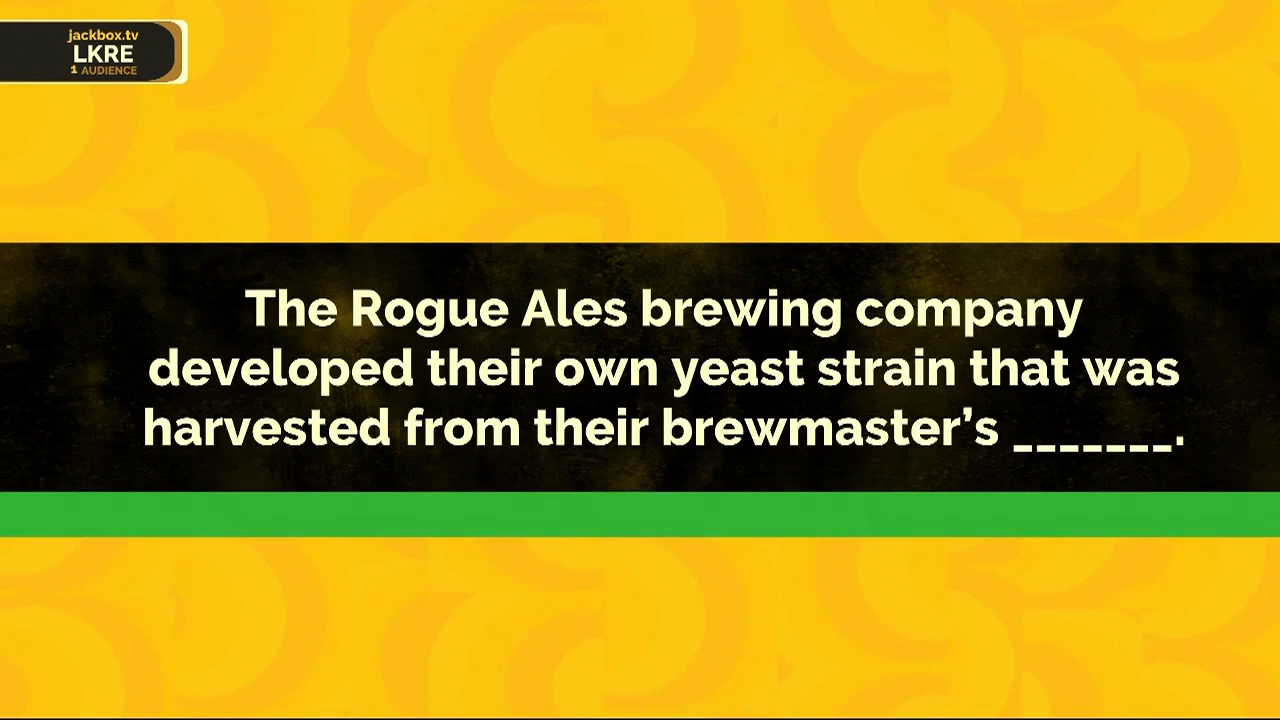 jackbox.tv
LKRE
1 AUDIENCE
The Rogue Ales brewing company
developed their own yeast strain that was
harvested from their brewmaster’s _______.